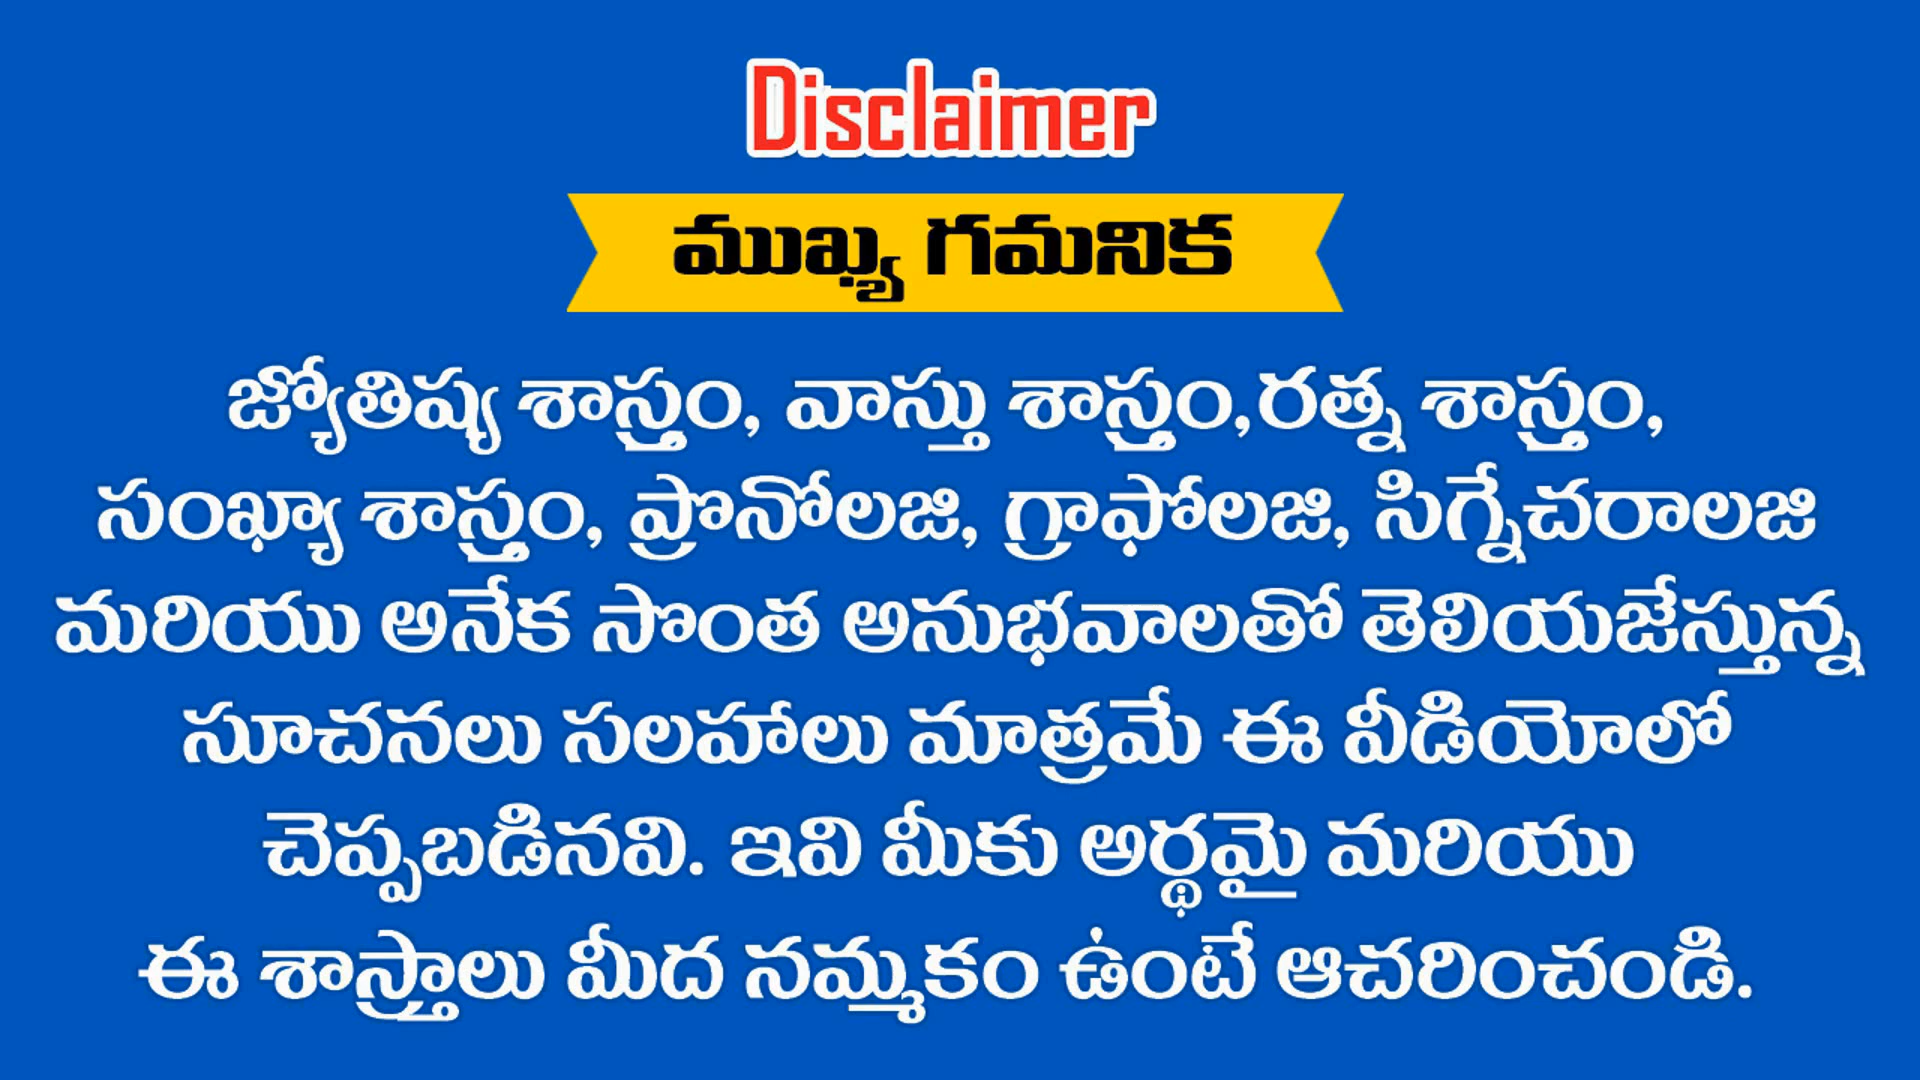 Disclaimer
ముఖ్య గమనిక
జ్యోతిష్య శాస్త్రం, వాస్తు శాస్త్రం,రత్న శాస్త్రం,
సంఖ్యా శాస్త్రం, ప్రొనోలజి, గ్రాఫోలజి, సిగ్నేచరాలజి
మరియు అనేక సొంత అనుభవాలతో తెలియజేస్తున్న
సూచనలు సలహాలు మాత్రమే ఈ వీడియోలో
చెప్పబడినవి. ఇవి మీకు అర్థమై మరియు
ఈ శాస్త్రాలు మీద నమ్మకం ఉంటే ఆచరించండి.